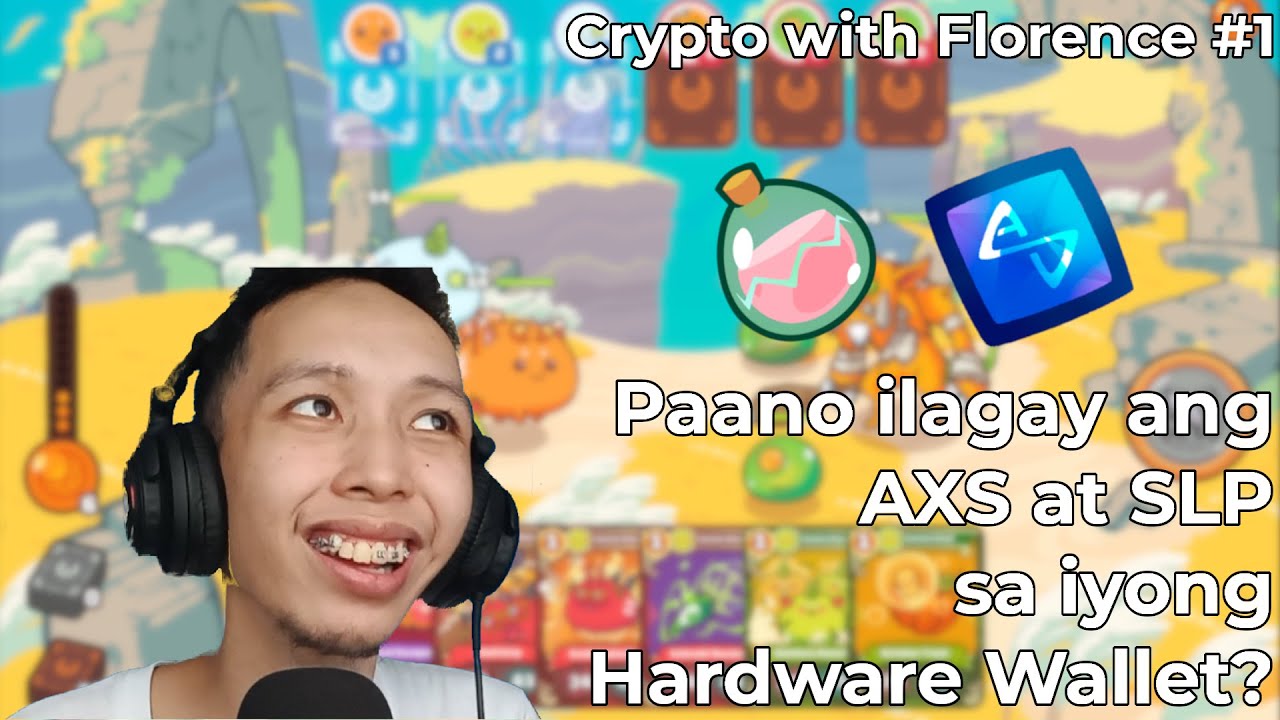 Crypto with Florence #1
Paano ilagay ang
AXS at SLP
sa iyong
Hardware Wallet?